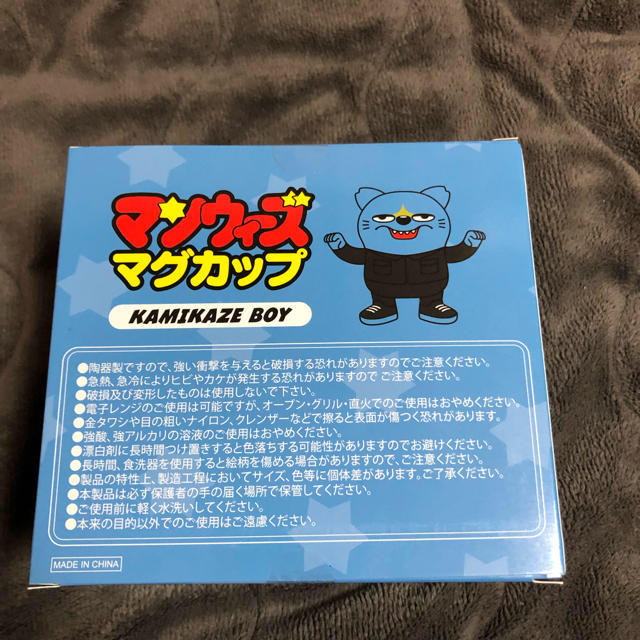 マンウィズ
マグカップ
KAMIKAZE BOY
●陶器製ですので、強い衝撃を与えると破損する恐れがありますのでご注意ください。
●急熱、急冷によりヒビやカケが発生する恐れがありますので ご注意ください。
●破損及び変形したものは使用しないで下さい。
●電子レンジのご使用は可能ですが、オーブン・グリル・直火でのご使用はおやめください。
●金タワシや目の粗いナイロン、クレンザーなどで擦ると表面が傷つく恐れがあります。
●強酸、強アルカリの溶液のご使用はおやめください。
●漂白剤に長時間つけ置きすると色落ちする可能性がありますのでお避けください。
●長時間、食洗器を使用すると絵柄を傷める場合がありますので、ご注意ください。
●製品の特性上、製造工程においてサイズ、色等に個体差があります。ご了承ください。
●本製品は必ず保護者の手の届く場所で保管してください。
●ご使用前に軽く水洗いしてください。
●本来の目的以外でのご使用はご遠慮ください。
MADE IN CHINA